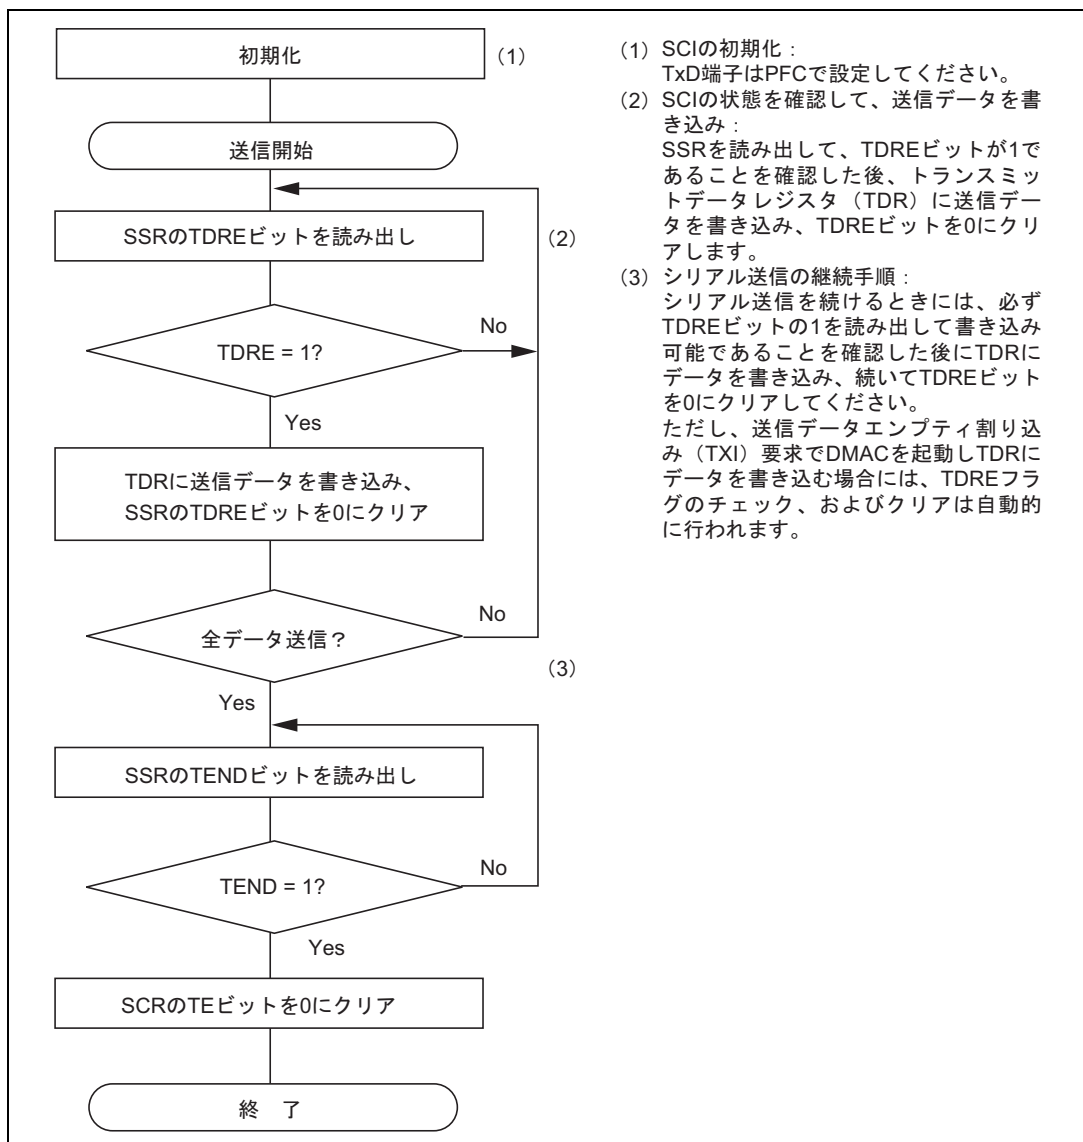 初期化
(1)
送信開始
SSRのTDREビットを読み出し
(2)
TDRE = 1?
No
Yes
TDRに送信データを書き込み、
SSRのTDREビットを0にクリア
全データ送信？
No
(3)
Yes
SSRのTENDビットを読み出し
TEND = 1?
No
Yes
SCRのTEビットを0にクリア
終　了
(1) SCIの初期化：
TxD端子はPFCで設定してください。
(2) SCIの状態を確認して、送信データを書
き込み：
SSRを読み出して、TDREビットが1で
あることを確認した後、トランスミッ
トデータレジスタ（TDR）に送信デー
タを書き込み、TDREビットを0にクリ
アします。
(3) シリアル送信の継続手順：
シリアル送信を続けるときには、必ず
TDREビットの1を読み出して書き込み
可能であることを確認した後にTDRに
データを書き込み、続いてTDREビット
を0にクリアしてください。
ただし、送信データエンプティ割り込
み（TXI）要求でDMACを起動しTDRに
データを書き込む場合には、TDREフラ
グのチェック、およびクリアは自動的
に行われます。